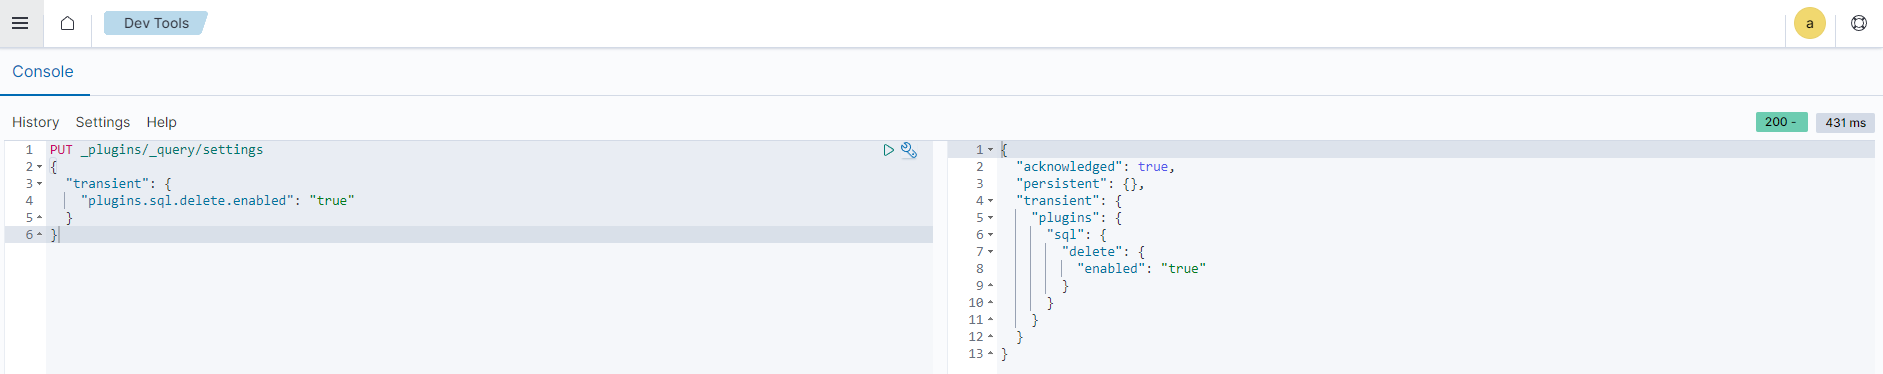 Dev Tools
a
Console
History Settings Help
200 - 431 ms
1 PUT _plugins/_query/settings
2 {
3 "transient": {
4 "plugins.sql.delete.enabled": "true"
5 }
6 }
1 {
2 "acknowledged": true,
3 "persistent": {},
4 "transient": {
5 "plugins": {
6 "sql": {
7 "delete": {
8 "enabled": "true"
9 }
10 }
11 }
12 }
13 }